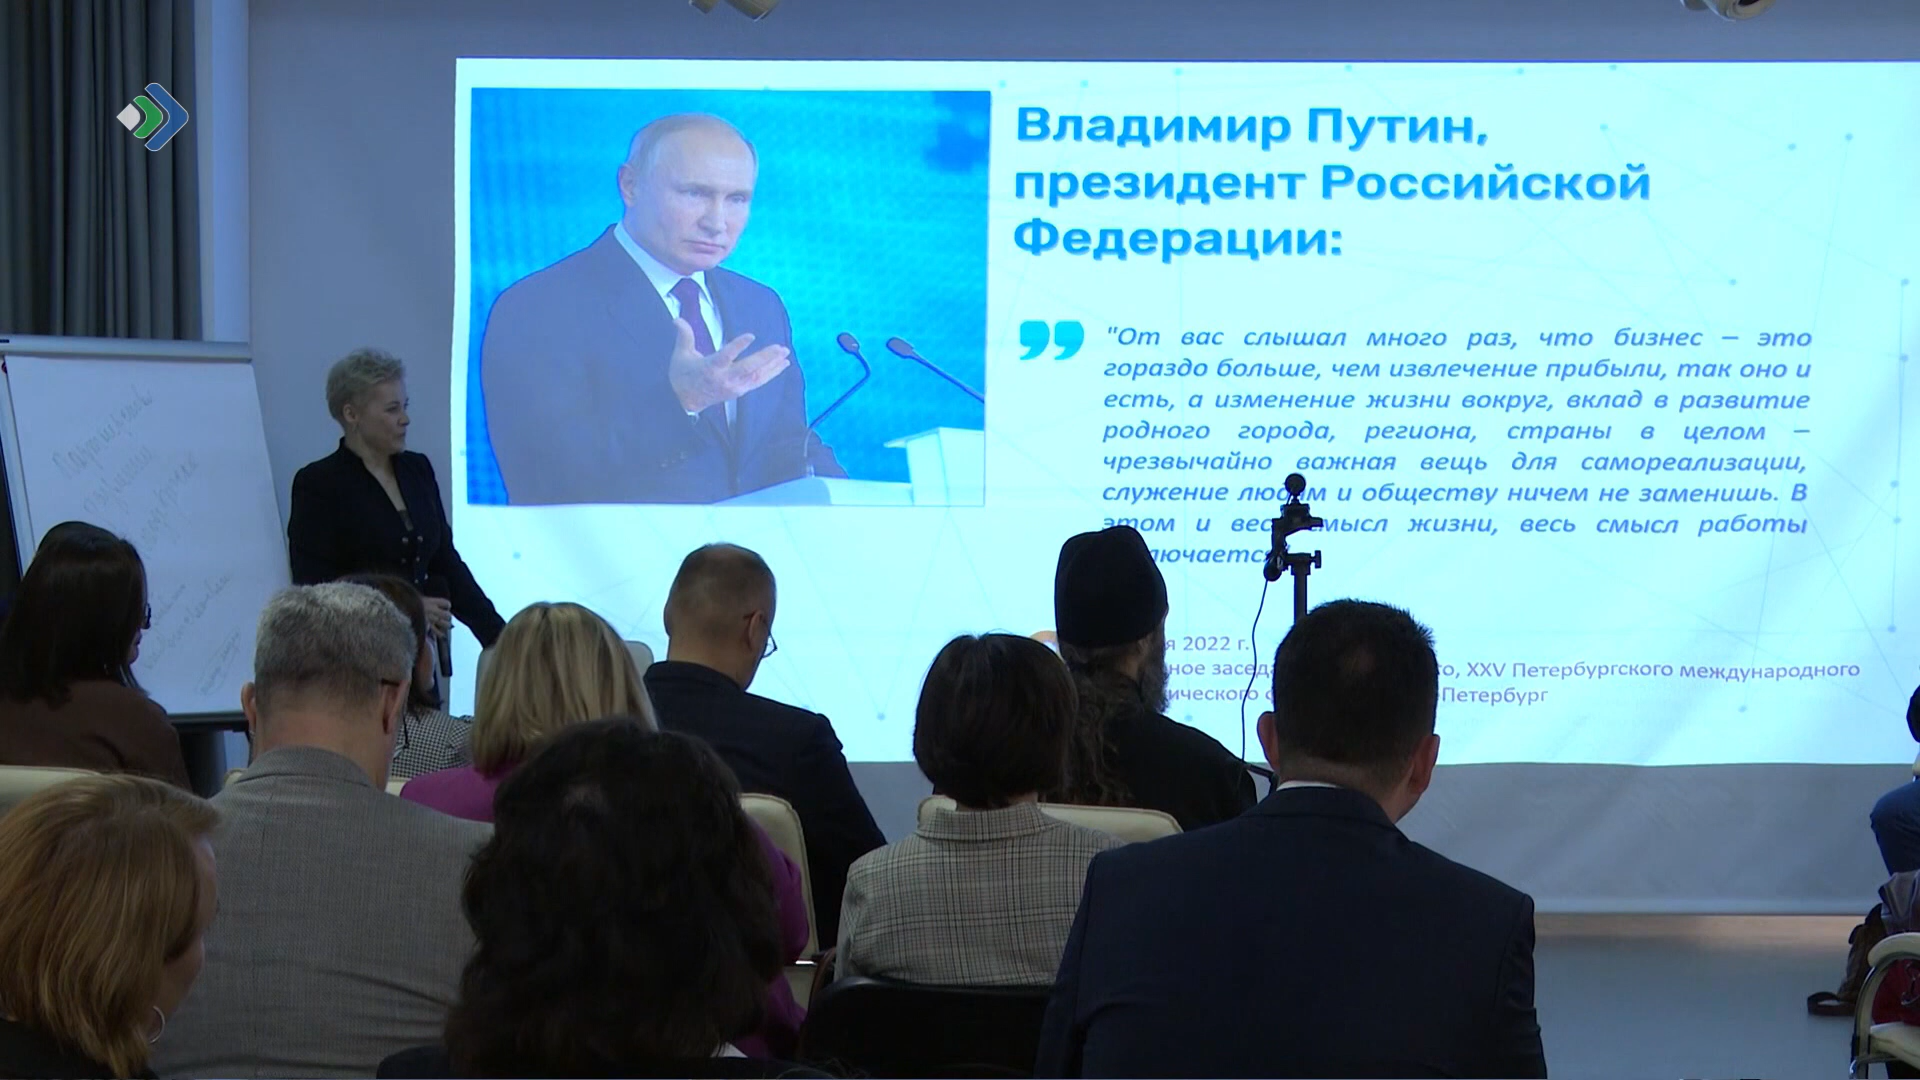 Владимир Путин,
президент Российской
Федерации:
"От вас слышал много раз, что бизнес – это
гораздо больше, чем извлечение прибыли, так оно и
есть, а изменение жизни вокруг, вклад в развитие
родного города, региона, страны в целом –
чрезвычайно важная вещь для самореализации,
служение людям и обществу ничем не заменишь. В
этом и весь смысл жизни, весь смысл работы
2022 г.
XXV Петербургского международного
Петербург